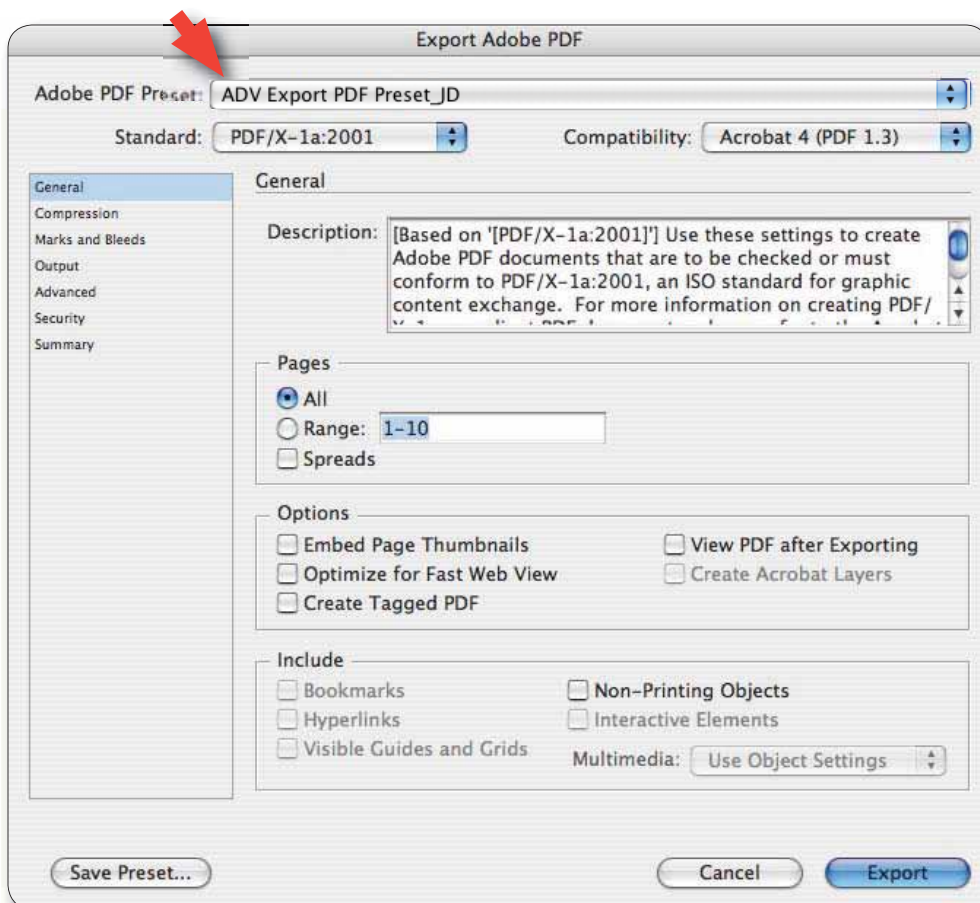 Export Adobe PDF
Adobe PDF Preset: ADV Export PDF Preset_JD
Standard: PDF/X-1a:2001 Compatibility: Acrobat 4 (PDF 1.3)
General
Compression
Marks and Bleeds
Output
Advanced
Security
Summary
General
Description: [Based on '[PDF/X-1a:2001]'] Use these settings to create
Adobe PDF documents that are to be checked or must
conform to PDF/X-1a:2001, an ISO standard for graphic
content exchange. For more information on creating PDF/
Pages
All
Range: 1-10
Spreads
Options
Embed Page Thumbnails
Optimize for Fast Web View
Create Tagged PDF
View PDF after Exporting
Create Acrobat Layers
Include
Bookmarks
Hyperlinks
Visible Guides and Grids
Non-Printing Objects
Interactive Elements
Multimedia: Use Object Settings
Save Preset... Cancel Export